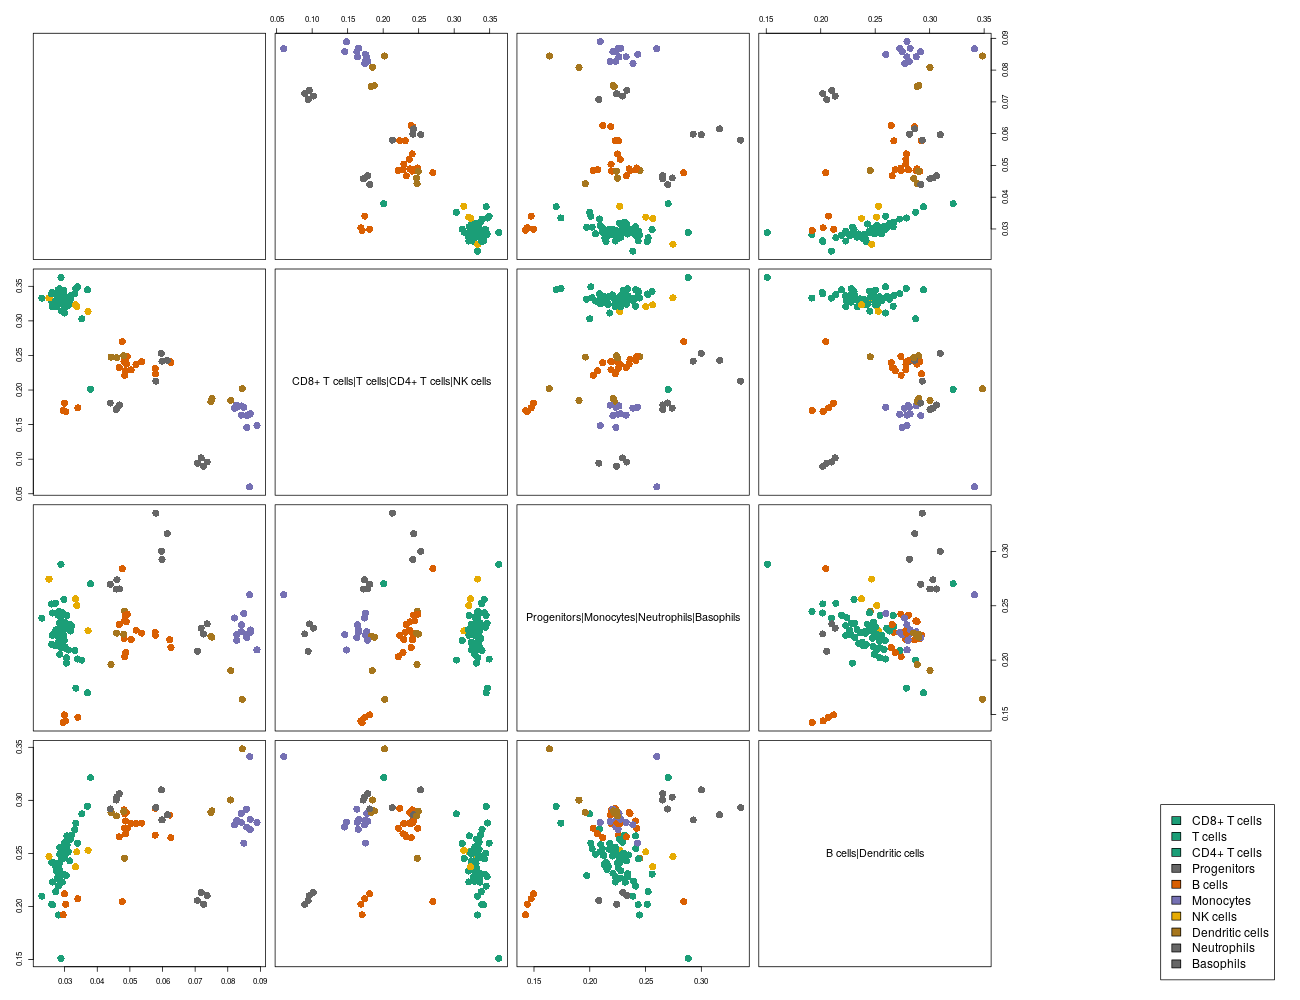 0.05 0.10 0.15 0.20 0.25 0.30 0.35
0.15 0.20 0.25 0.30 0.35
0.03 0.04 0.05 0.06 0.07 0.08 0.09
0.05 0.10 0.15 0.20 0.25 0.30 0.35
CD8+ T cells|T cells|CD4+ T cells|NK cells
Progenitors|Monocytes|Neutrophils|Basophils
0.15 0.20 0.25 0.30
0.15 0.20 0.25 0.30 0.35
B cells|Dendritic cells
0.03 0.04 0.05 0.06 0.07 0.08 0.09
0.15 0.20 0.25 0.30
CD8+ T cells
T cells
CD4+ T cells
Progenitors
B cells
Monocytes
NK cells
Dendritic cells
Neutrophils
Basophils